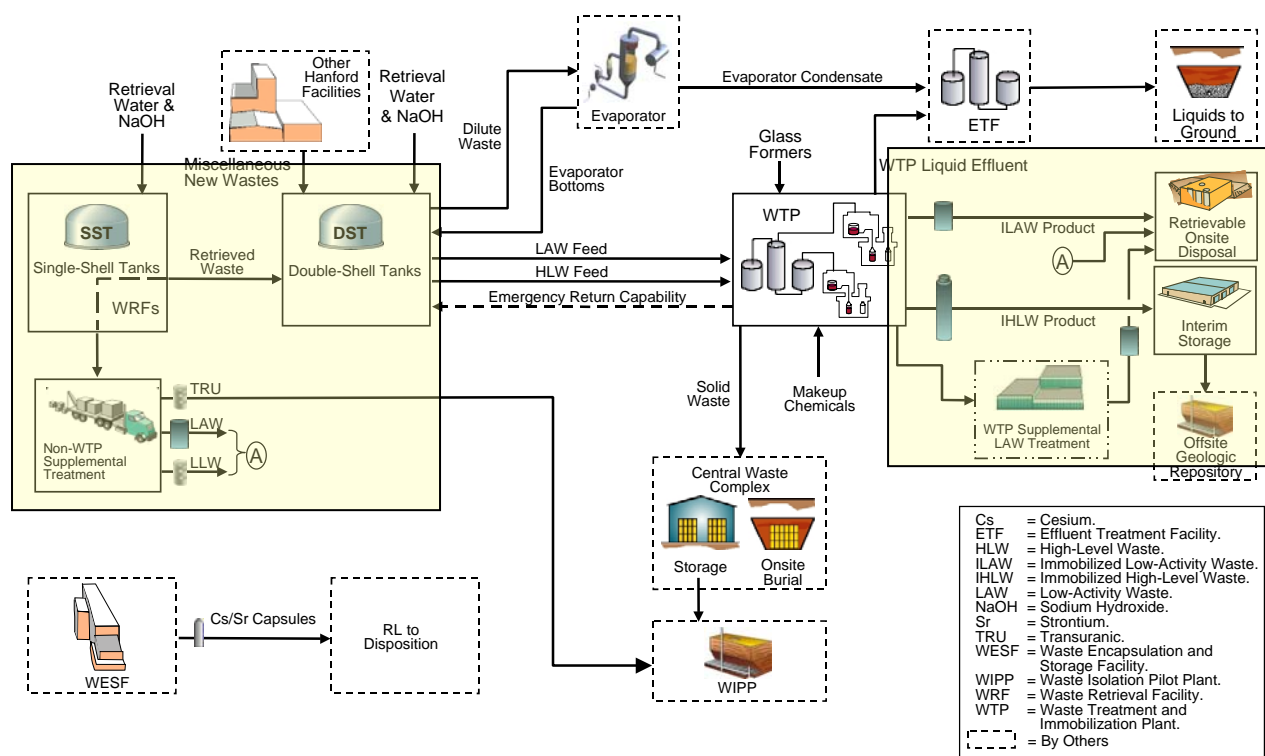 Other
Hanford
Facilities
Retrieval
Water &
NaOH
Retrieval
Water
& NaOH
Dilute
Waste
Evaporator
Evaporator Condensate
ETF
Liquids to
Ground
Miscellaneous
New Wastes
Evaporator
Bottoms
Glass
Formers
WTP Liquid Effluent
SST
Single-Shell Tanks
Retrieved
Waste
DST
Double-Shell Tanks
LAW Feed
HLW Feed
Emergency Return Capability
WTP
ILAW Product
A
Retrievable
Onsite
Disposal
WRFs
IHLW Product
Interim
Storage
Solid
Waste
Makeup
Chemicals
WTP Supplemental
LAW Treatment
Offsite
Geologic
Repository
TRU
LAW
LLW
A
Non-WTP
Supplemental
Treatment
Central Waste
Complex
Storage
Onsite
Burial
WESF
Cs/Sr Capsules
RL to
Disposition
WIPP
Cs = Cesium.
ETF = Effluent Treatment Facility.
HLW = High-Level Waste.
ILAW = Immobilized Low-Activity Waste.
IHLW = Immobilized High-Level Waste.
LAW = Low-Activity Waste.
NaOH = Sodium Hydroxide.
Sr = Strontium.
TRU = Transuranic.
WESF = Waste Encapsulation and
Storage Facility.
WIPP = Waste Isolation Pilot Plant.
WRF = Waste Retrieval Facility.
WTP = Waste Treatment and
Immobilization Plant.
= By Others